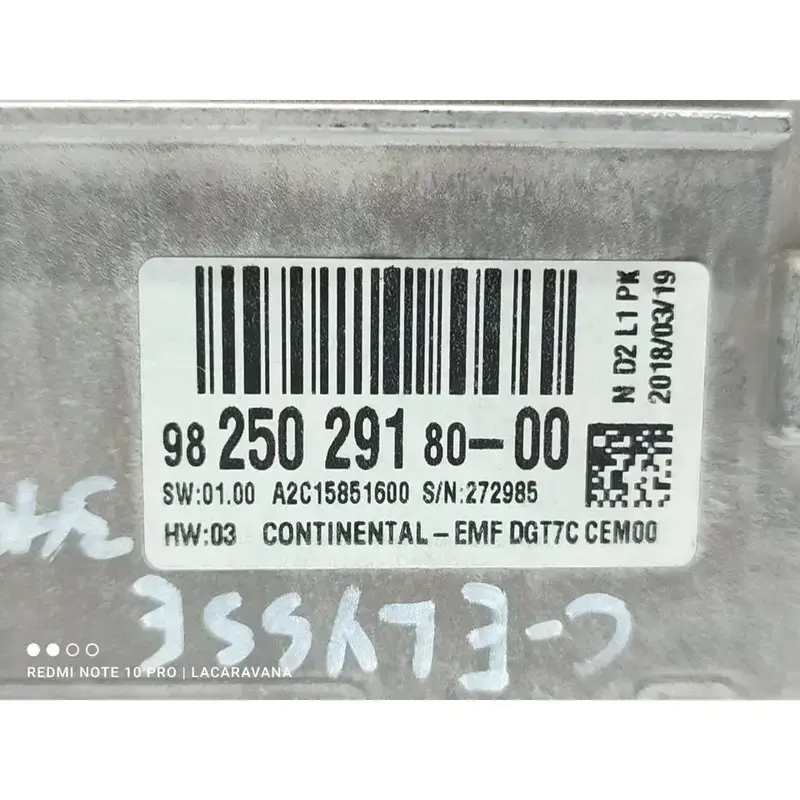 N D2 L1 PK
2018/03/19
98 250 291 80-00
SW:01.00 A2C15851600 S/N:272985
HW:03 CONTINENTAL-EMF DGT7C CEM00
C-ELYSSE
REDMI NOTE 10 PRO | LACARAVANA